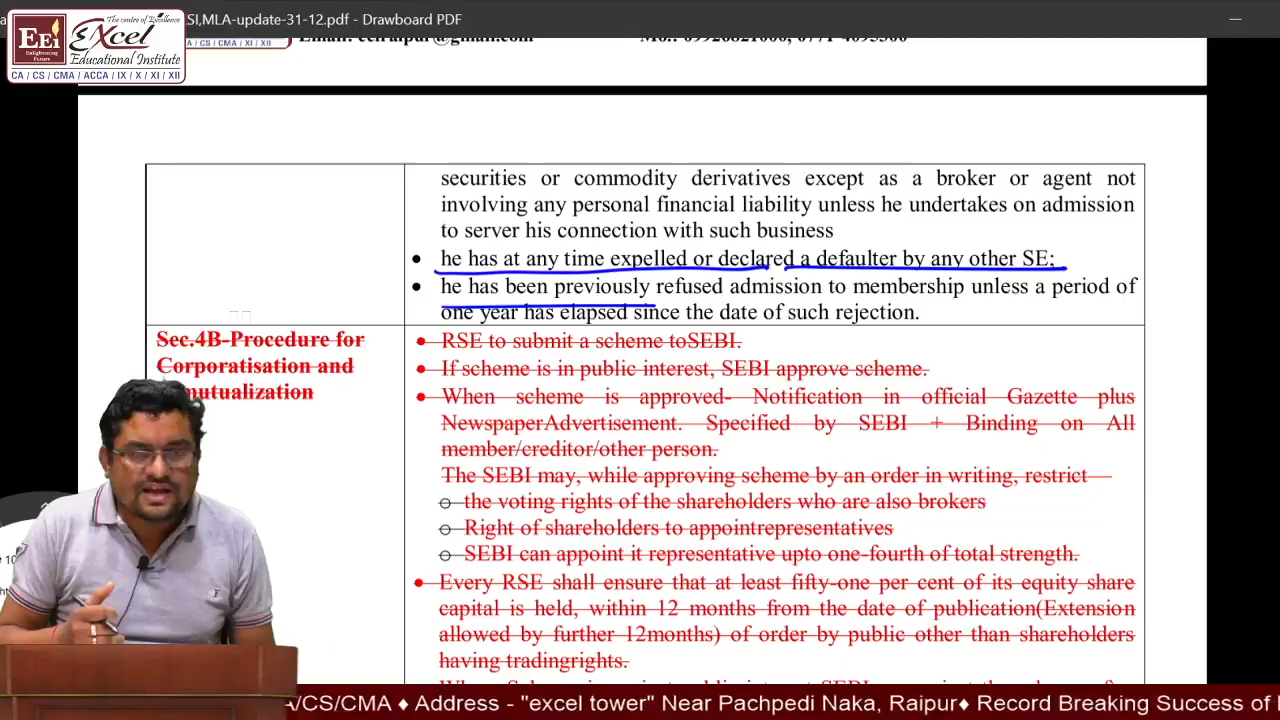 SI,MLA-update-31-12.pdf - Drawboard PDF
The centre of Excellence
EEi
Enlightening
Future
eXcel
Educational Institute
CA / CS / CMA / ACCA / IX / X / XI / XII
/ CS / CMA / XI / XII
securities or commodity derivatives except as a broker or agent not
involving any personal financial liability unless he undertakes on admission
to server his connection with such business
• he has at any time expelled or declared a defaulter by any other SE;
• he has been previously refused admission to membership unless a period of
one year has elapsed since the date of such rejection.
Sec.4B-Procedure for
Corporatisation and
mutualization
• RSE to submit a scheme toSEBI.
• If scheme is in public interest, SEBI approve scheme.
• When scheme is approved- Notification in official Gazette plus
NewspaperAdvertisement. Specified by SEBI + Binding on All
member/creditor/other person.
The SEBI may, while approving scheme by an order in writing, restrict
o the voting rights of the shareholders who are also brokers
o Right of shareholders to appointrepresentatives
o SEBI can appoint it representative upto one-fourth of total strength.
• Every RSE shall ensure that at least fifty-one per cent of its equity share
capital is held, within 12 months from the date of publication(Extension
allowed by further 12months) of order by public other than shareholders
having tradingrights.
A/CS/CMA ♦ Address - "excel tower" Near Pachpedi Naka, Raipur♦ Record Breaking Success of